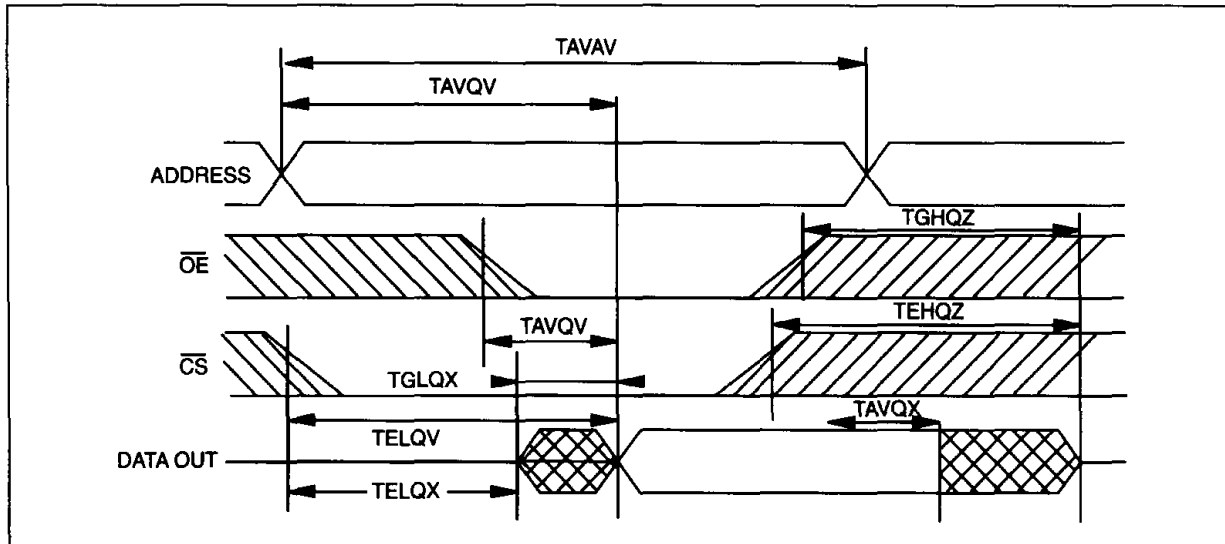 TAVAV
TAVQV
ADDRESS
TGHQZ
OE
TEHQZ
TAVQV
CS
TGLQX
TAVQX
TELQV
DATA OUT
TELQX